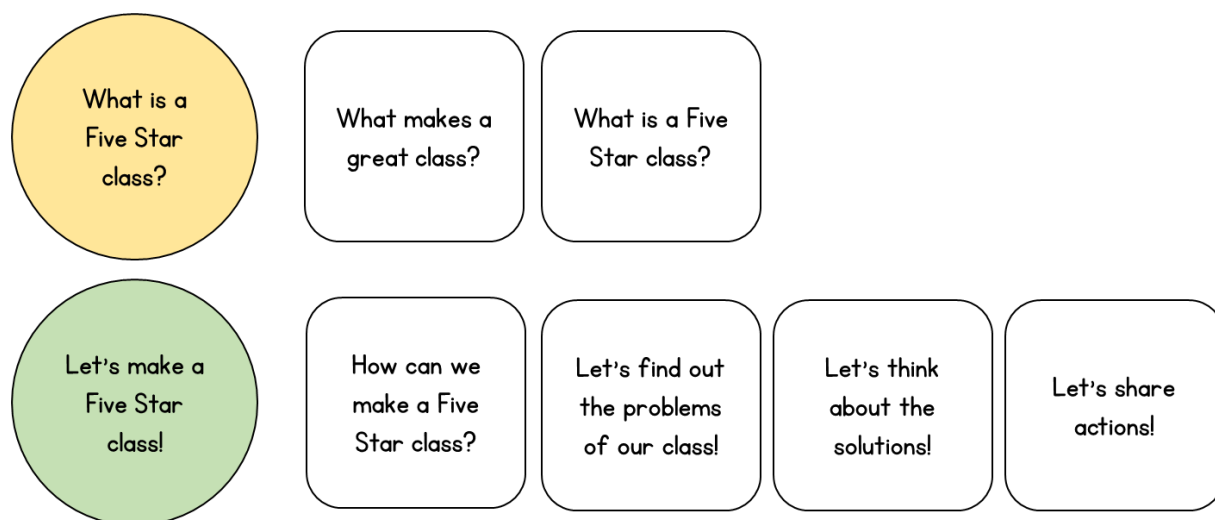 What is a
Five Star
class?
What makes a
great class?
What is a Five
Star class?
Let's make a
Five Star
class!
How can we
make a Five
Star class?
Let's find out
the problems
of our class!
Let's think
about the
solutions!
Let's share
actions!